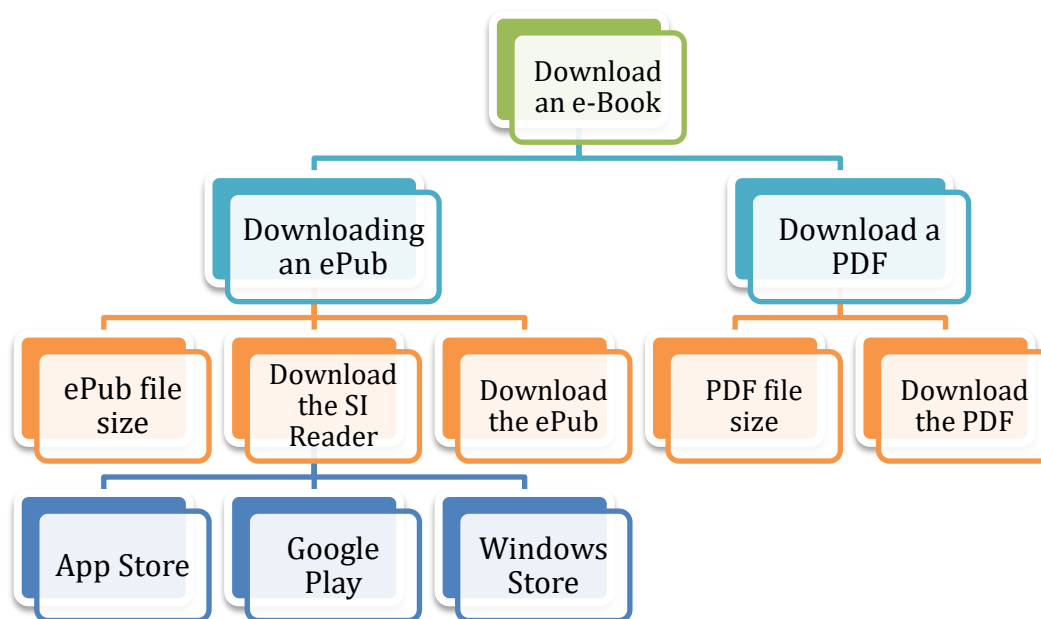 Download
an e-Book
Downloading
an ePub
Download a
PDF
ePub file
size
Download
the SI
Reader
Download
the ePub
PDF file
size
Download
the PDF
App Store
Google
Play
Windows
Store